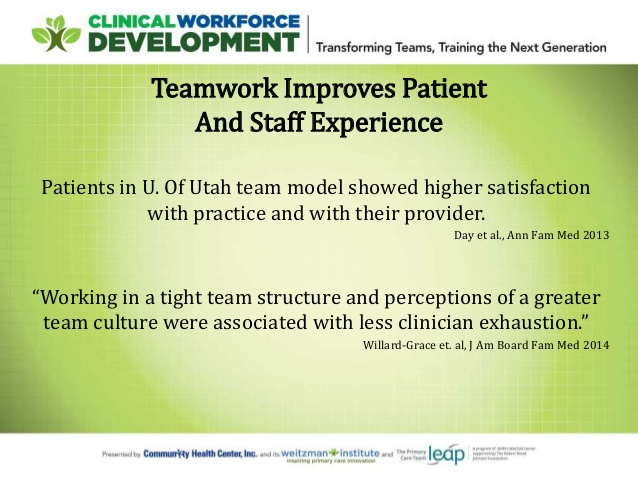 CLINICAL WORKFORCE
DEVELOPMENT
Transforming Teams, Training the Next Generation
Teamwork Improves Patient
And Staff Experience
Patients in U. Of Utah team model showed higher satisfaction
with practice and with their provider.
Day et al., Ann Fam Med 2013
“Working in a tight team structure and perceptions of a greater
team culture were associated with less clinician exhaustion.”
Willard-Grace et. al, J Am Board Fam Med 2014
Presented by Community Health Center, Inc. and its weitzman institute and The Primary Care Team leap
inspiring primary care innovation